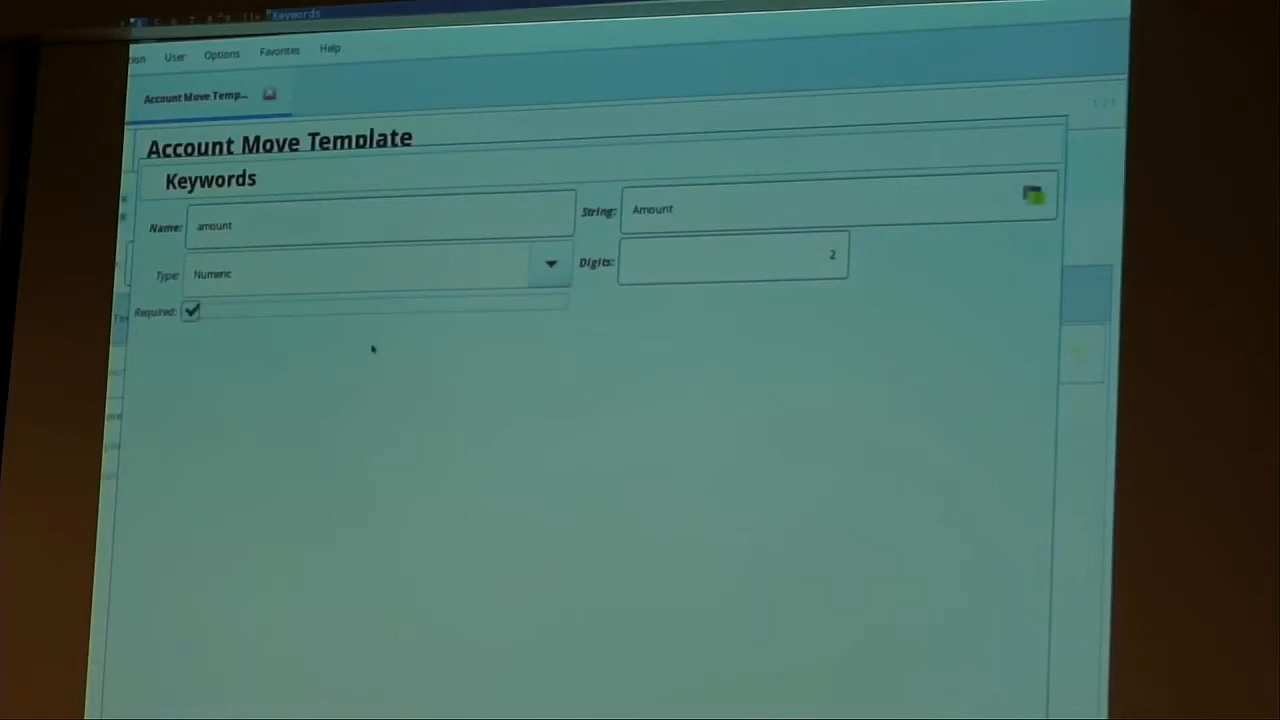 Keywords
User Options Favorites Help
Account Move Temp...
Account Move Template
Keywords
Name: amount String: Amount
Type: Numeric Digits: 2
Required: